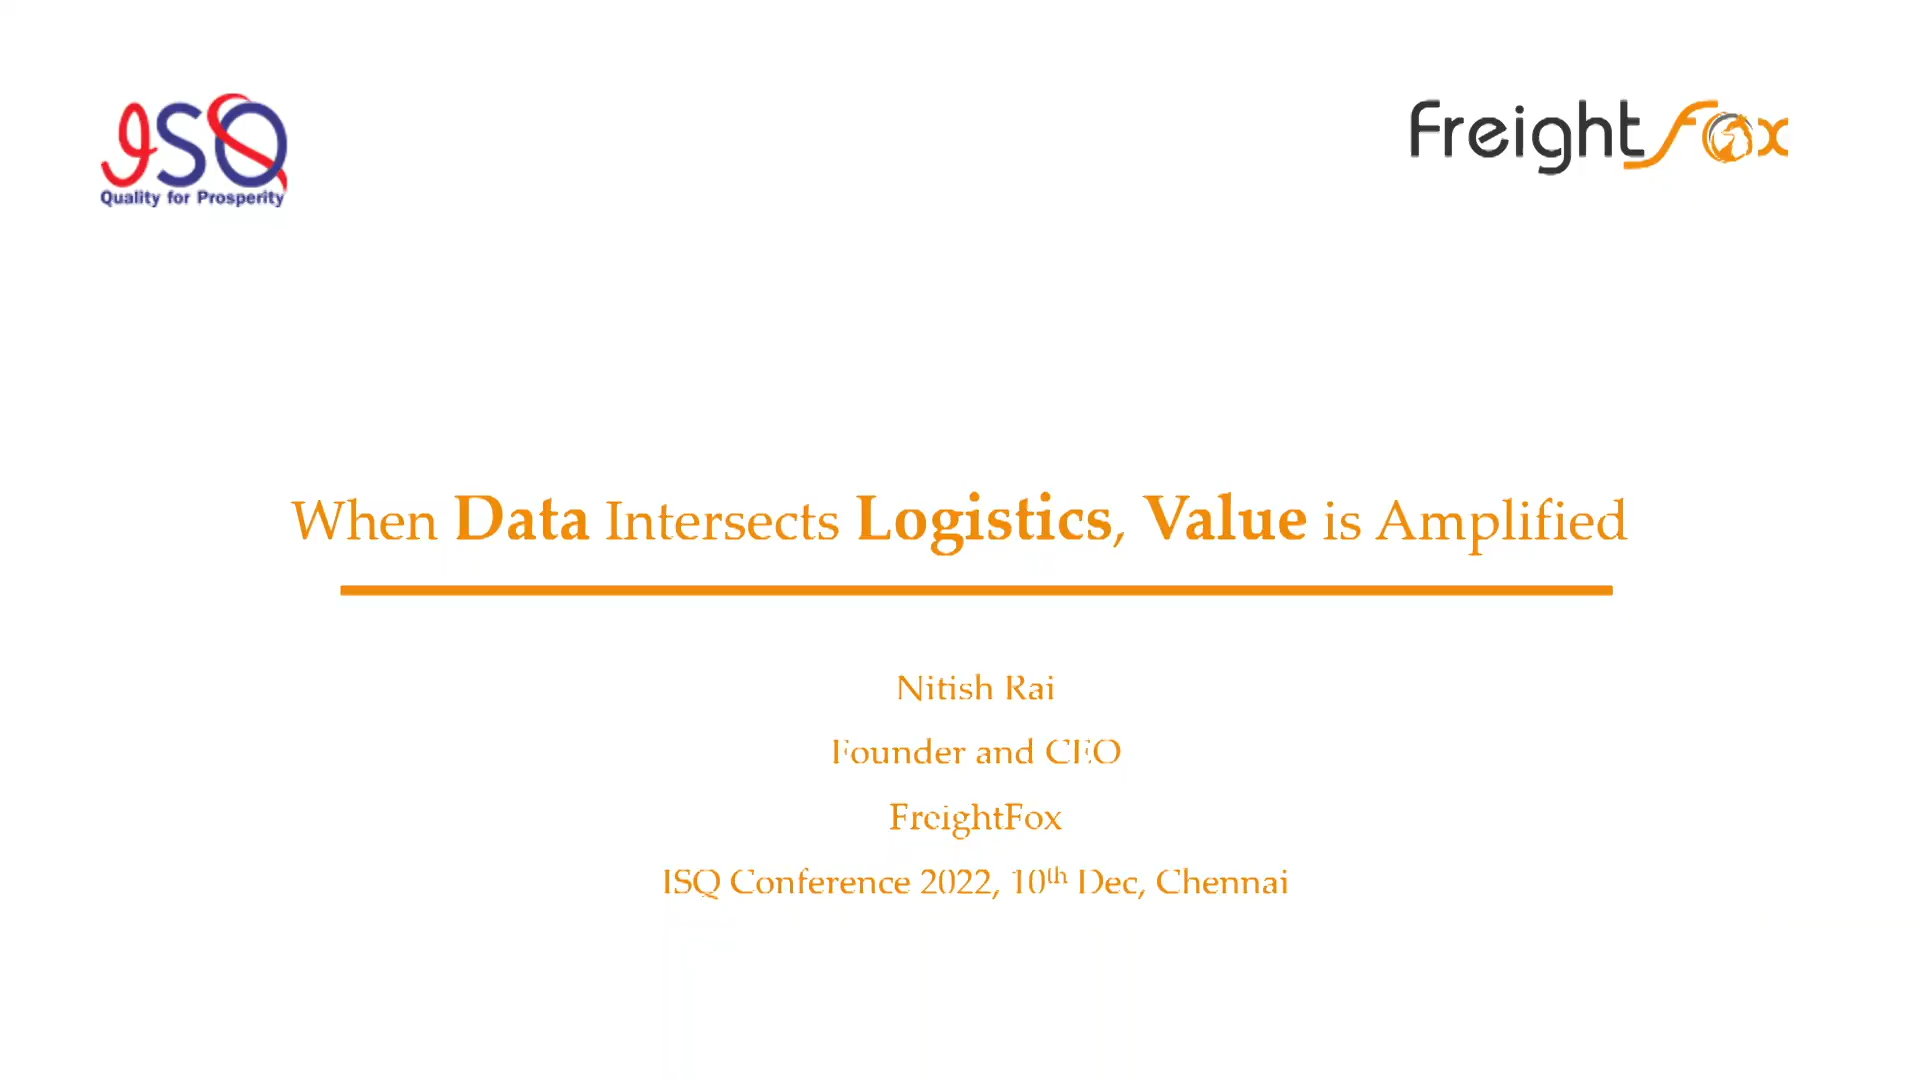 ISQ
Quality for Prosperity
Freightfox
When Data Intersects Logistics, Value is Amplified
Nitish Rai
Founder and CEO
FreightFox
ISQ Conference 2022, 10th Dec, Chennai